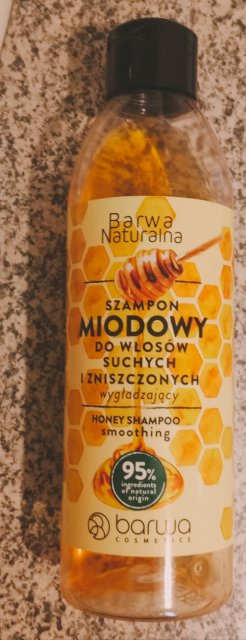 Barwa
Naturalna
SZAMPON
MIODOWY
DO WŁOSÓW
SUCHYCH
I ZNISZCZONYCH
wygładzający
HONEY SHAMPOO
smoothing
95%
ingredients
of natural
origin
barwa
COSMETICS